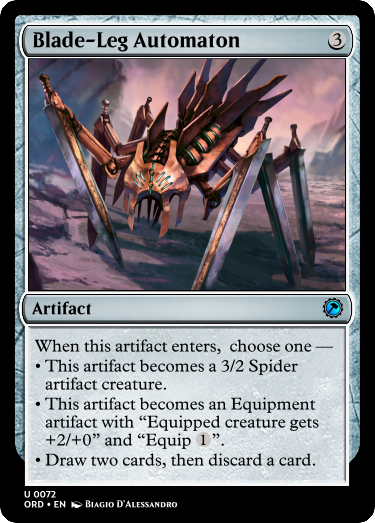 Blade-Leg Automaton 3
Artifact
When this artifact enters,  choose one —
• This artifact becomes a 3/2 Spider
artifact creature.
• This artifact becomes an Equipment
artifact with “Equipped creature gets
+2/+0” and “Equip 1”.
• Draw two cards, then discard a card.
U 0072
ORD • EN Biagio D'Alessandro